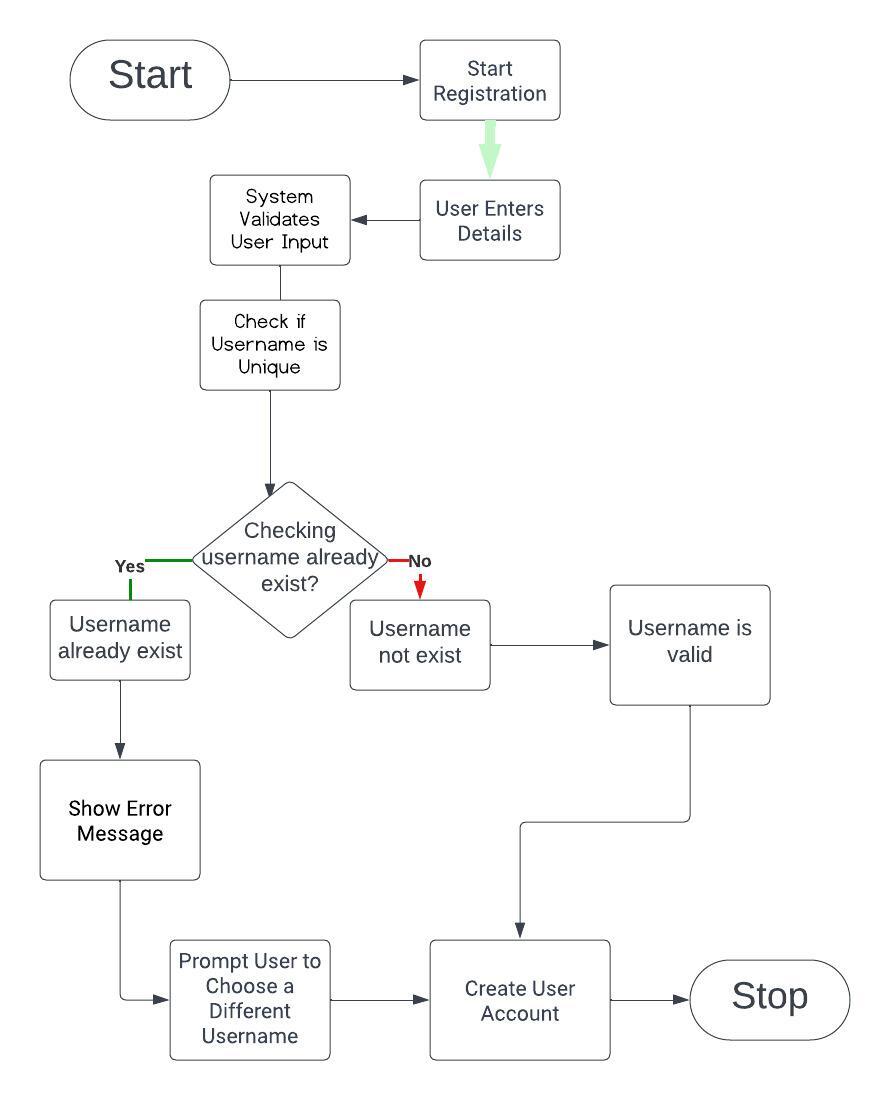 Start
Start
Registration
User Enters
Details
System
Validates
User Input
Check if
Username is
Unique
Checking
username already
exist?
Yes
No
Username
already exist
Username
not exist
Username is
valid
Show Error
Message
Prompt User to
Choose a
Different
Username
Create User
Account
Stop